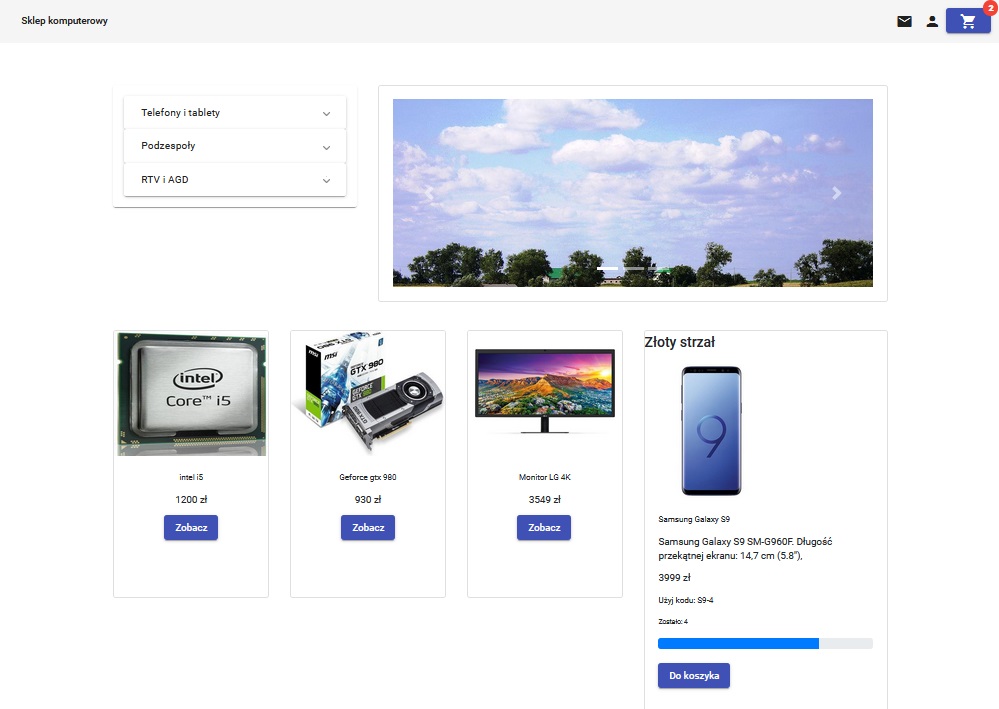 Sklep komputerowy
2
Telefony i tablety
Podzespoły
RTV i AGD
intel
Core™ i5
intel i5
1200 zł
Zobacz
msi
GTX 980
GEFORCE
GTX
Geforce gtx 980
930 zł
Zobacz
Monitor LG 4K
3549 zł
Zobacz
Złoty strzał
9
Samsung Galaxy S9
Samsung Galaxy S9 SM-G960F. Długość
przekątnej ekranu: 14,7 cm (5.8"),
3999 zł
Użyj kodu: S9-4
Zostało: 4
Do koszyka